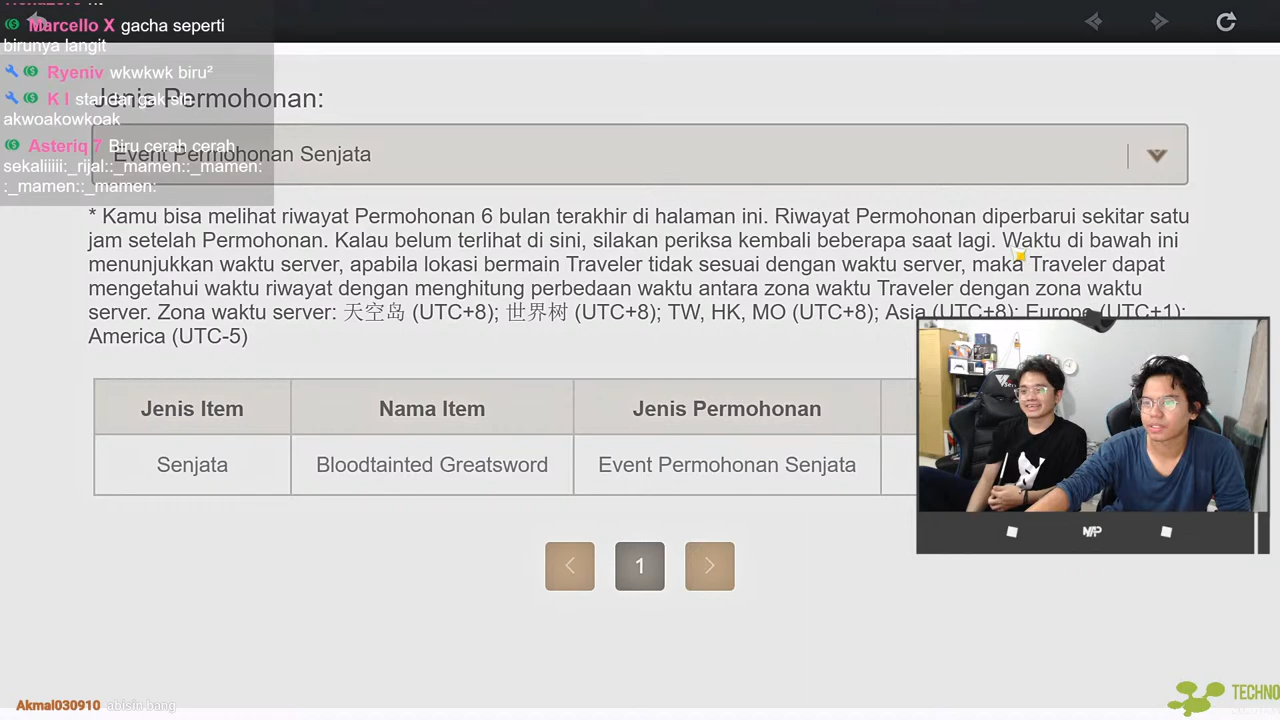 Marcello X gacha seperti
birunya langit
Ryeniv wkwkwk biru²
K I standar gak sih
akwoakowkoak
Asteriq 7 Biru cerah cerah
sekaliiiii:_rijal::_mamen::_mamen:
:_mamen::_mamen:
Jenis Permohonan:
Event Permohonan Senjata
* Kamu bisa melihat riwayat Permohonan 6 bulan terakhir di halaman ini. Riwayat Permohonan diperbarui sekitar satu
jam setelah Permohonan. Kalau belum terlihat di sini, silakan periksa kembali beberapa saat lagi. Waktu di bawah ini
menunjukkan waktu server, apabila lokasi bermain Traveler tidak sesuai dengan waktu server, maka Traveler dapat
mengetahui waktu riwayat dengan menghitung perbedaan waktu antara zona waktu Traveler dengan zona waktu
server. Zona waktu server: 天空岛 (UTC+8); 世界树 (UTC+8); TW, HK, MO (UTC+8); Asia (UTC+8); Europe (UTC+1);
America (UTC-5)
Jenis Item Nama Item Jenis Permohonan
Senjata Bloodtainted Greatsword Event Permohonan Senjata
1
Akmal030910 abisin bang
TECHNO